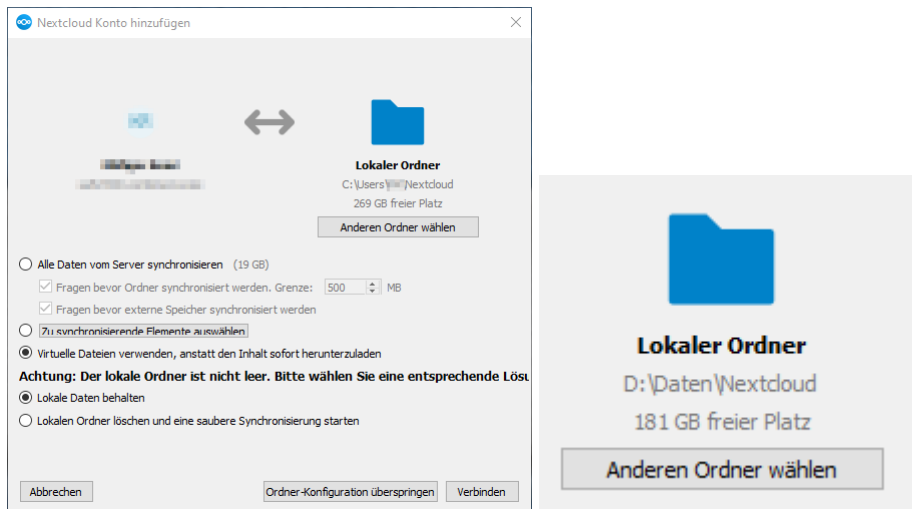 Nextcloud Konto hinzufügen
Lokaler Ordner
C:\Users\ \Nextcloud
269 GB freier Platz
Anderen Ordner wählen
Alle Daten vom Server synchronisieren (19 GB)
Fragen bevor Ordner synchronisiert werden. Grenze: 500 MB
Fragen bevor externe Speicher synchronisiert werden
Zu synchronisierende Elemente auswählen
Virtuelle Dateien verwenden, anstatt den Inhalt sofort herunterzuladen
Achtung: Der lokale Ordner ist nicht leer. Bitte wählen Sie eine entsprechende Lösu
Lokale Daten behalten
Lokalen Ordner löschen und eine saubere Synchronisierung starten
Abbrechen Ordner-Konfiguration überspringen Verbinden
Lokaler Ordner
D:\Daten\Nextcloud
181 GB freier Platz
Anderen Ordner wählen